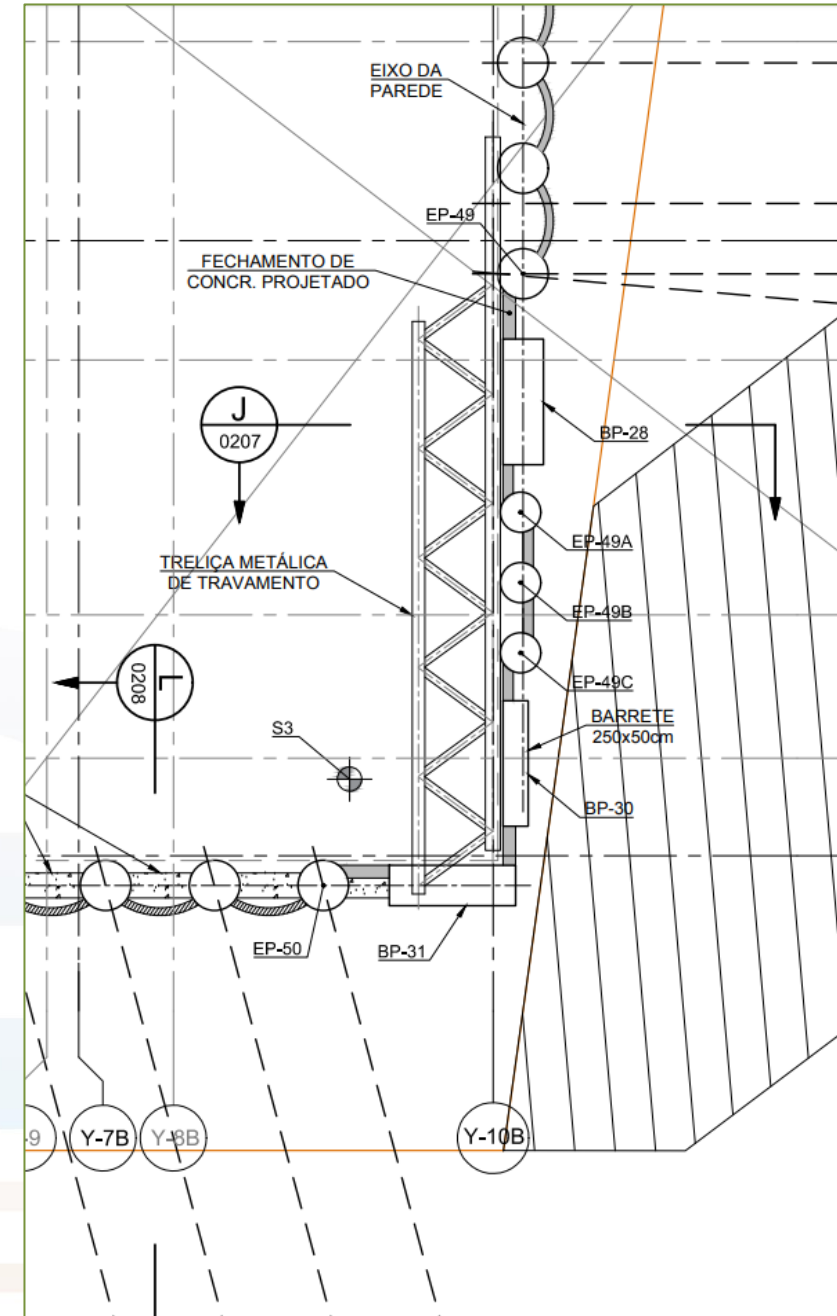 EIXO DA
PAREDE
EP-49
FECHAMENTO DE
CONCR. PROJETADO
J
0207
BP-28
EP-49A
TRELIÇA METÁLICA
DE TRAVAMENTO
EP-49B
L
0208
EP-49C
BARRETE
250x50cm
S3
BP-30
EP-50
BP-31
-9
Y-7B
Y-8B
Y-10B